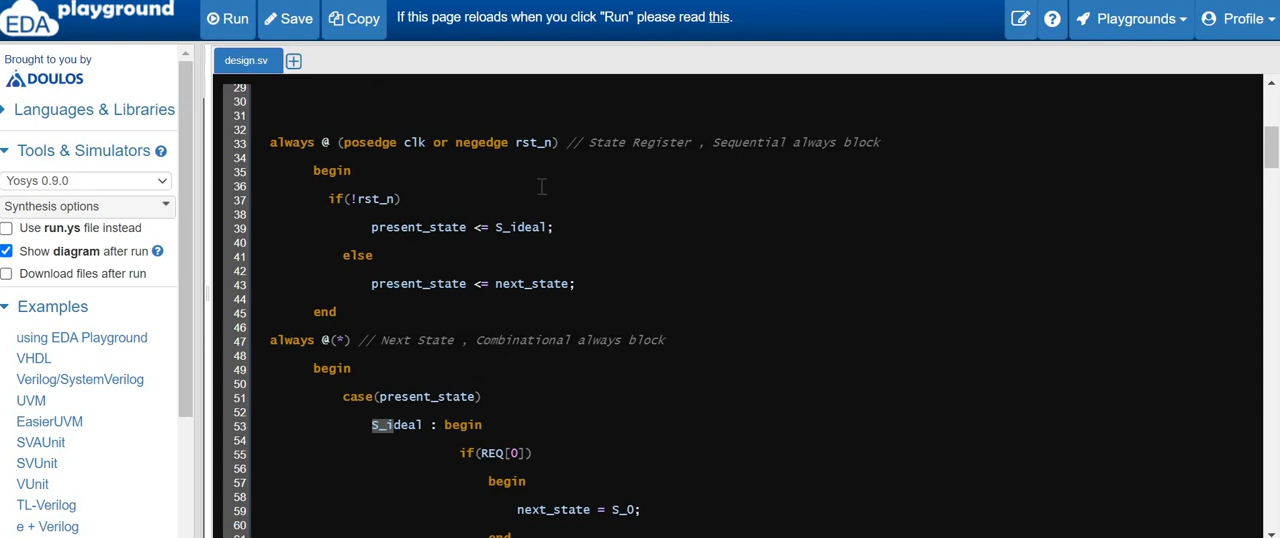 EDA playground
Run
Save
Copy
If this page reloads when you click "Run" please read this.
Playgrounds
Profile
Brought to you by
DOULOS
Languages & Libraries
Tools & Simulators
Yosys 0.9.0
Synthesis options
Use run.ys file instead
Show diagram after run
Download files after run
Examples
using EDA Playground
VHDL
Verilog/SystemVerilog
UVM
EasierUVM
SVAUnit
SVUnit
VUnit
TL-Verilog
e + Verilog
design.sv
29
30
31
32
33 always @ (posedge clk or negedge rst_n) // State Register , Sequential always block
34
35 begin
36
37 if(!rst_n)
38
39 present_state <= S_ideal;
40
41 else
42
43 present_state <= next_state;
44
45 end
46
47 always @(*) // Next State , Combinational always block
48
49 begin
50
51 case(present_state)
52
53 S_ideal : begin
54
55 if(REQ[0])
56
57 begin
58
59 next_state = S_0;
60
61 end